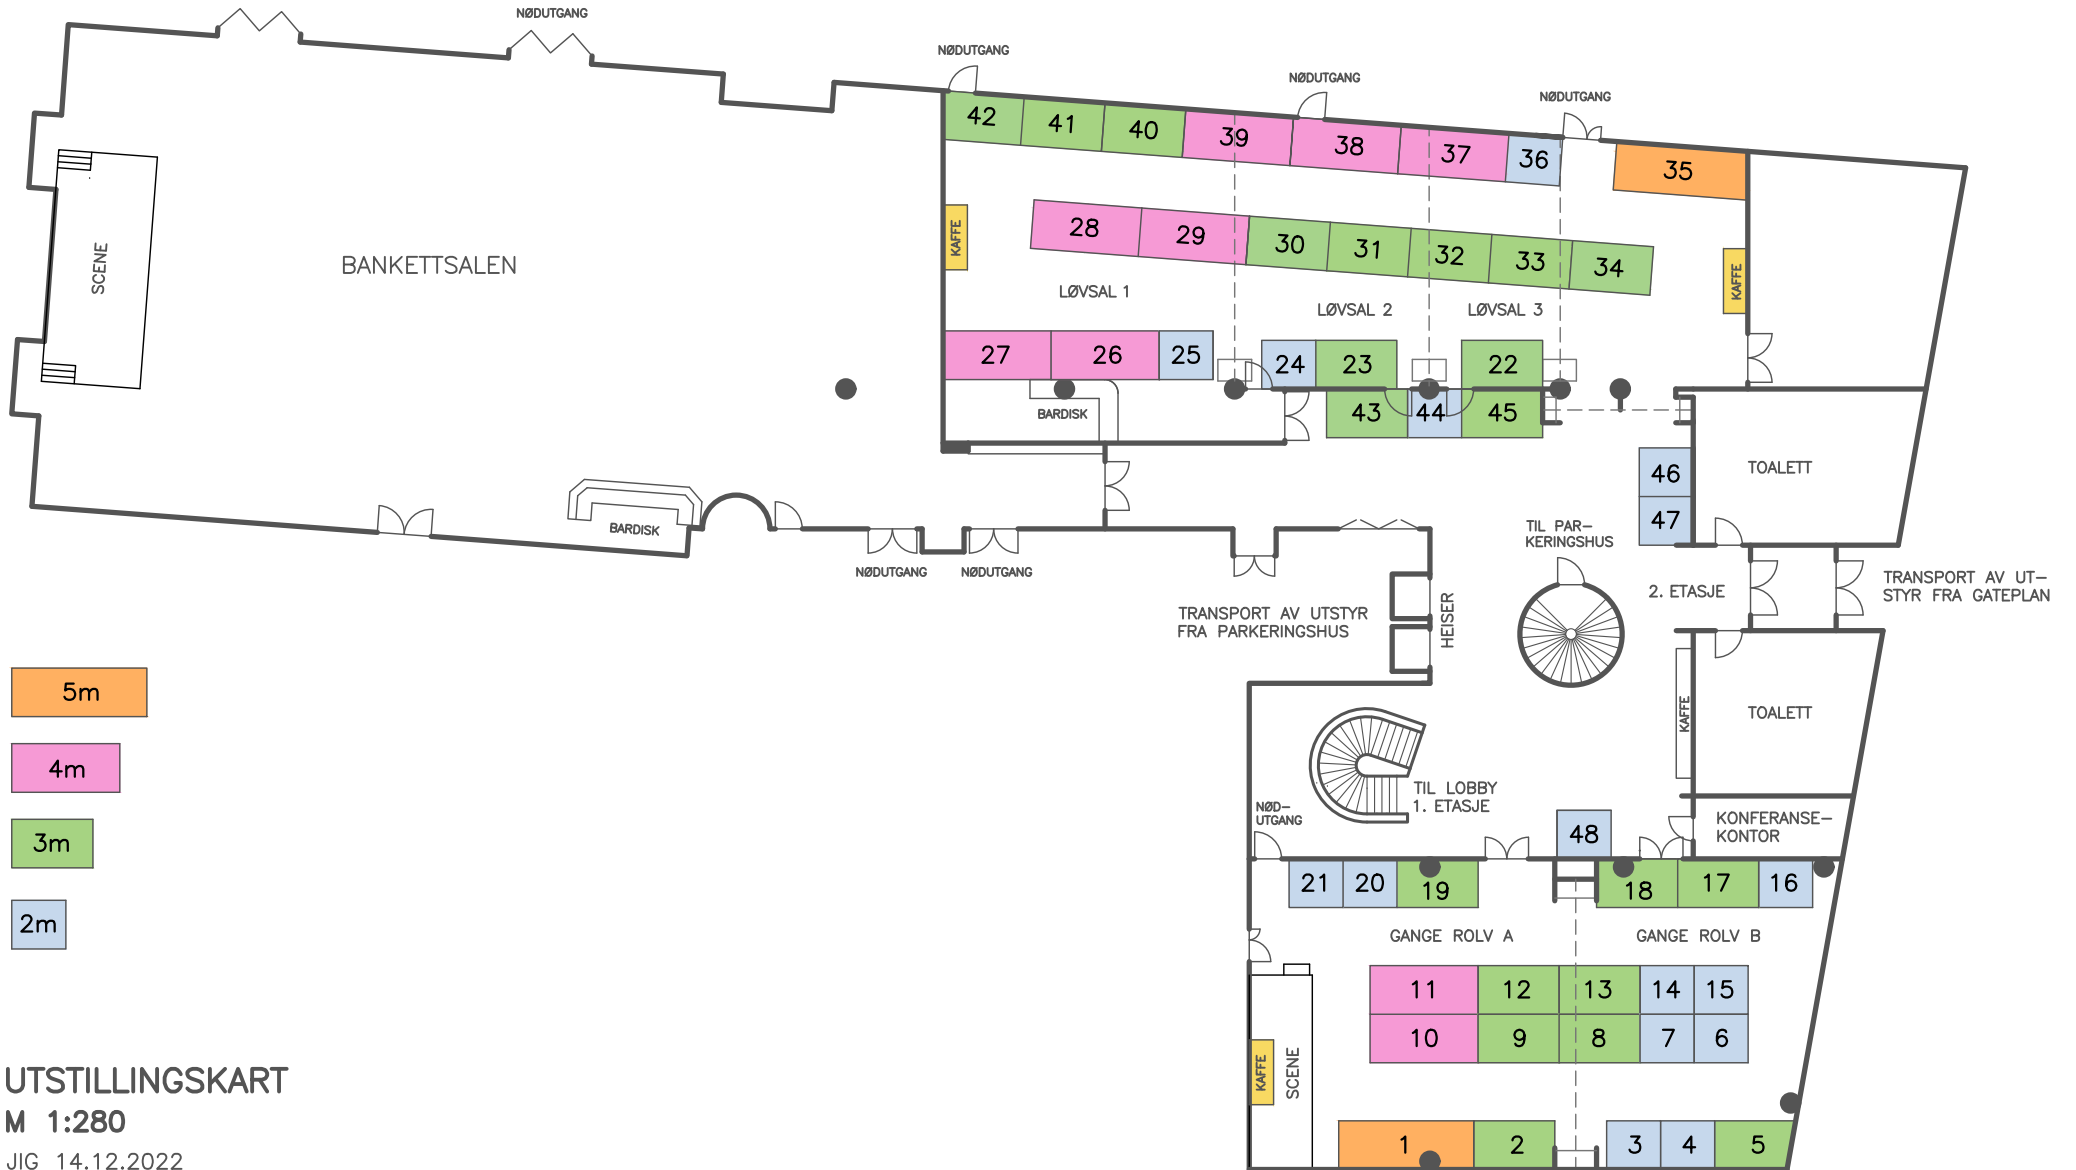 NØDUTGANG
NØDUTGANG
NØDUTGANG
NØDUTGANG
42 41 40 39 38 37 36 35
SCENE
BANKETTSALEN
KAFFE
28 29 30 31 32 33 34
KAFFE
LØVSAL 1
LØVSAL 2
LØVSAL 3
27 26 25 24 23 22
BARDISK
43 44 45
46
47
TOALETT
BARDISK
NØDUTGANG
NØDUTGANG
TIL PAR-
KERINGSHUS
2. ETASJE
TRANSPORT AV UT-
STYR FRA GATEPLAN
TRANSPORT AV UTSTYR
FRA PARKERINGSHUS
HEISER
5m
4m
3m
2m
KAFFE
TOALETT
TIL LOBBY
1. ETASJE
NØD-
UTGANG
48
KONFERANSE-
KONTOR
21 20 19 18 17 16
GANGE ROLV A
GANGE ROLV B
11 12 13 14 15
10 9 8 7 6
KAFFE
SCENE
1 2 3 4 5
UTSTILLINGSKART
M 1:280
JIG 14.12.2022